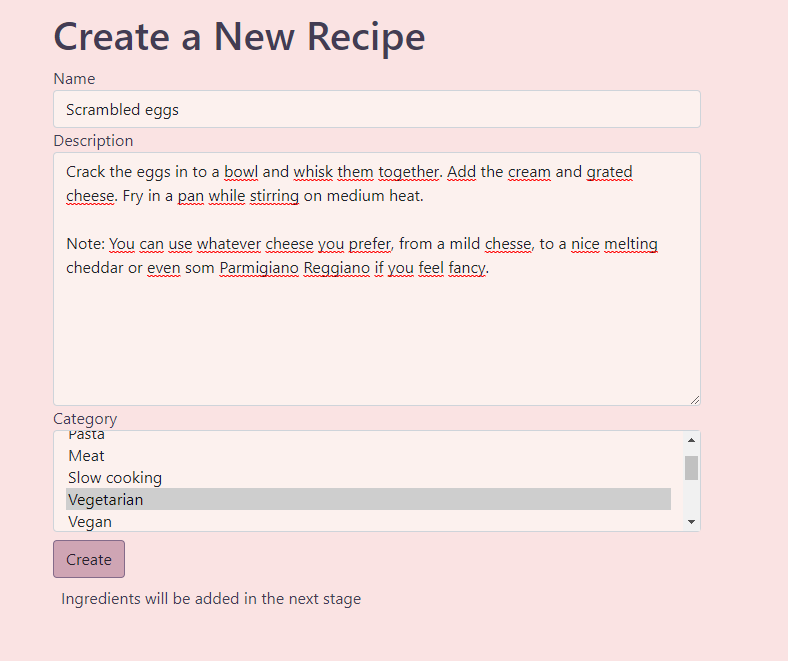 Create a New Recipe
Name
Scrambled eggs
Description
Crack the eggs in to a bowl and whisk them together. Add the cream and grated
cheese. Fry in a pan while stirring on medium heat.
Note: You can use whatever cheese you prefer, from a mild chesse, to a nice melting
cheddar or even som Parmigiano Reggiano if you feel fancy.
Category
Pasta
Meat
Slow cooking
Vegetarian
Vegan
Create
Ingredients will be added in the next stage